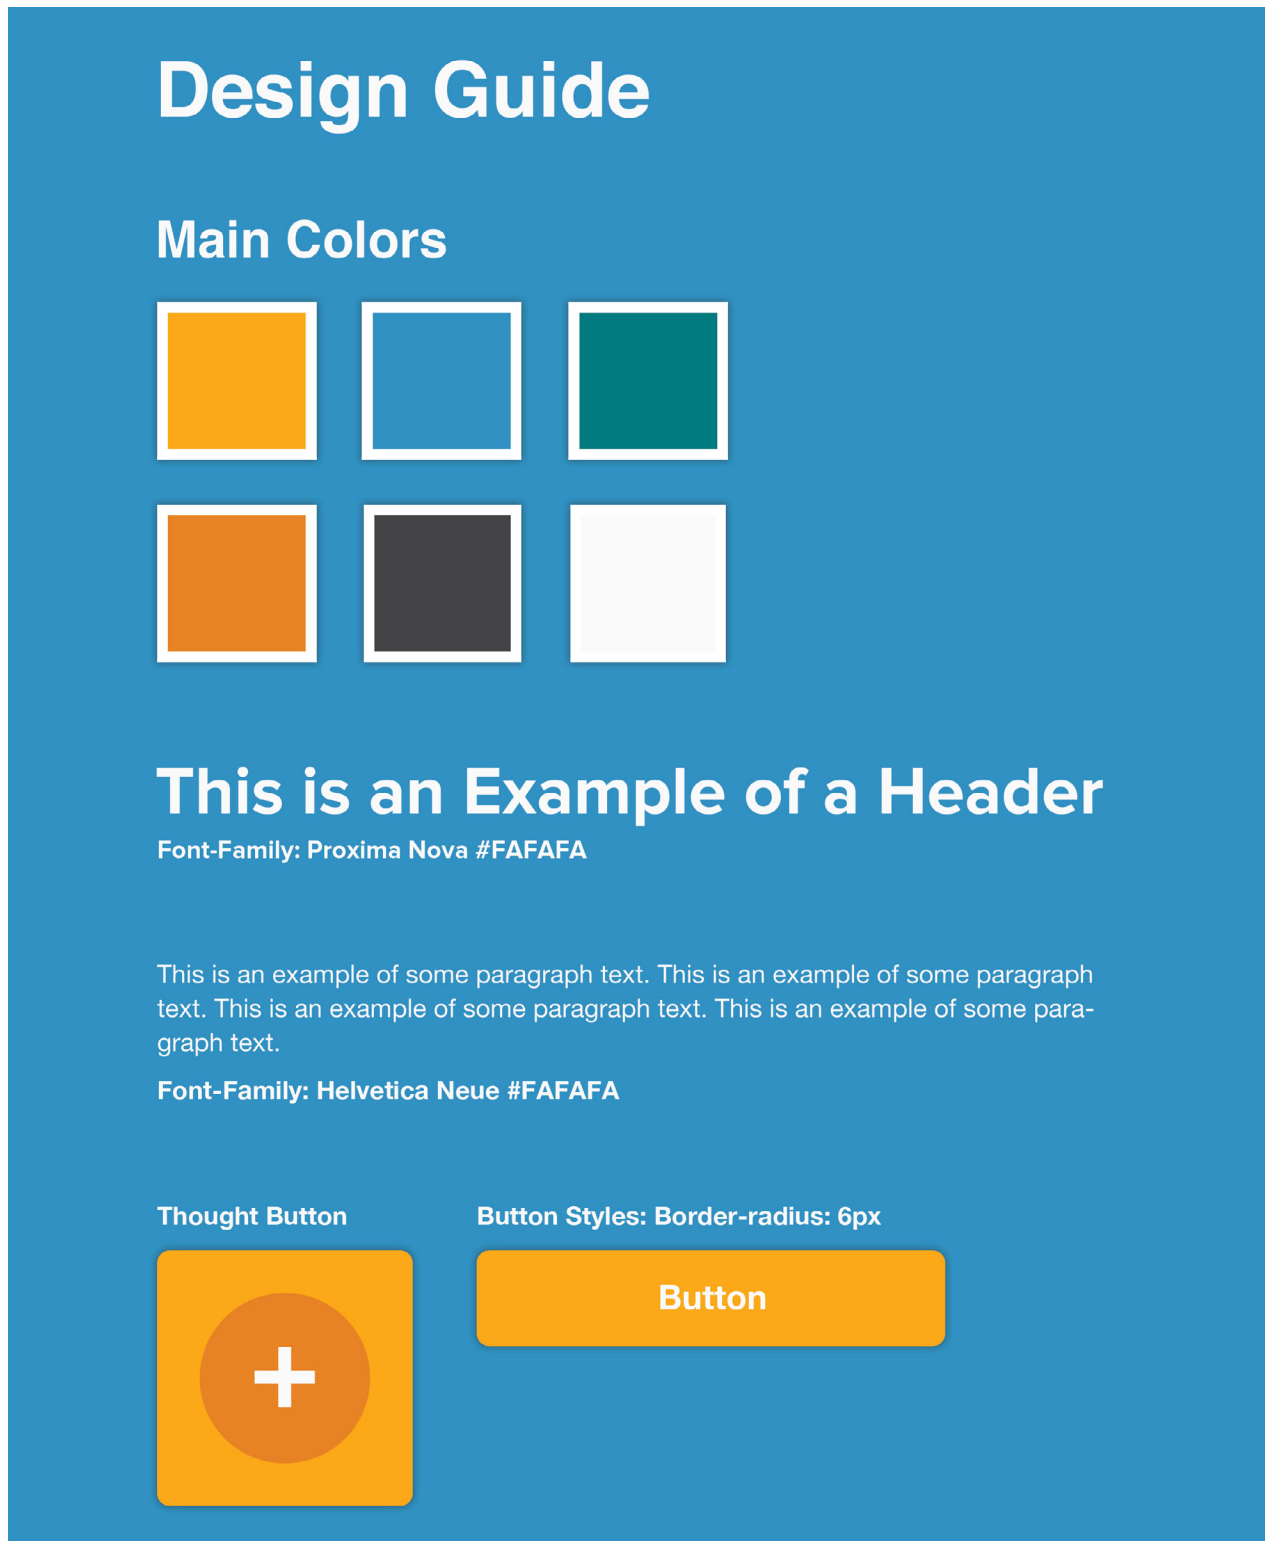 Design Guide
Main Colors
This is an Example of a Header
Font-Family: Proxima Nova #FAFAFA
This is an example of some paragraph text. This is an example of some paragraph
text. This is an example of some paragraph text. This is an example of some para-
graph text.
Font-Family: Helvetica Neue #FAFAFA
Thought Button
Button Styles: Border-radius: 6px
+
Button